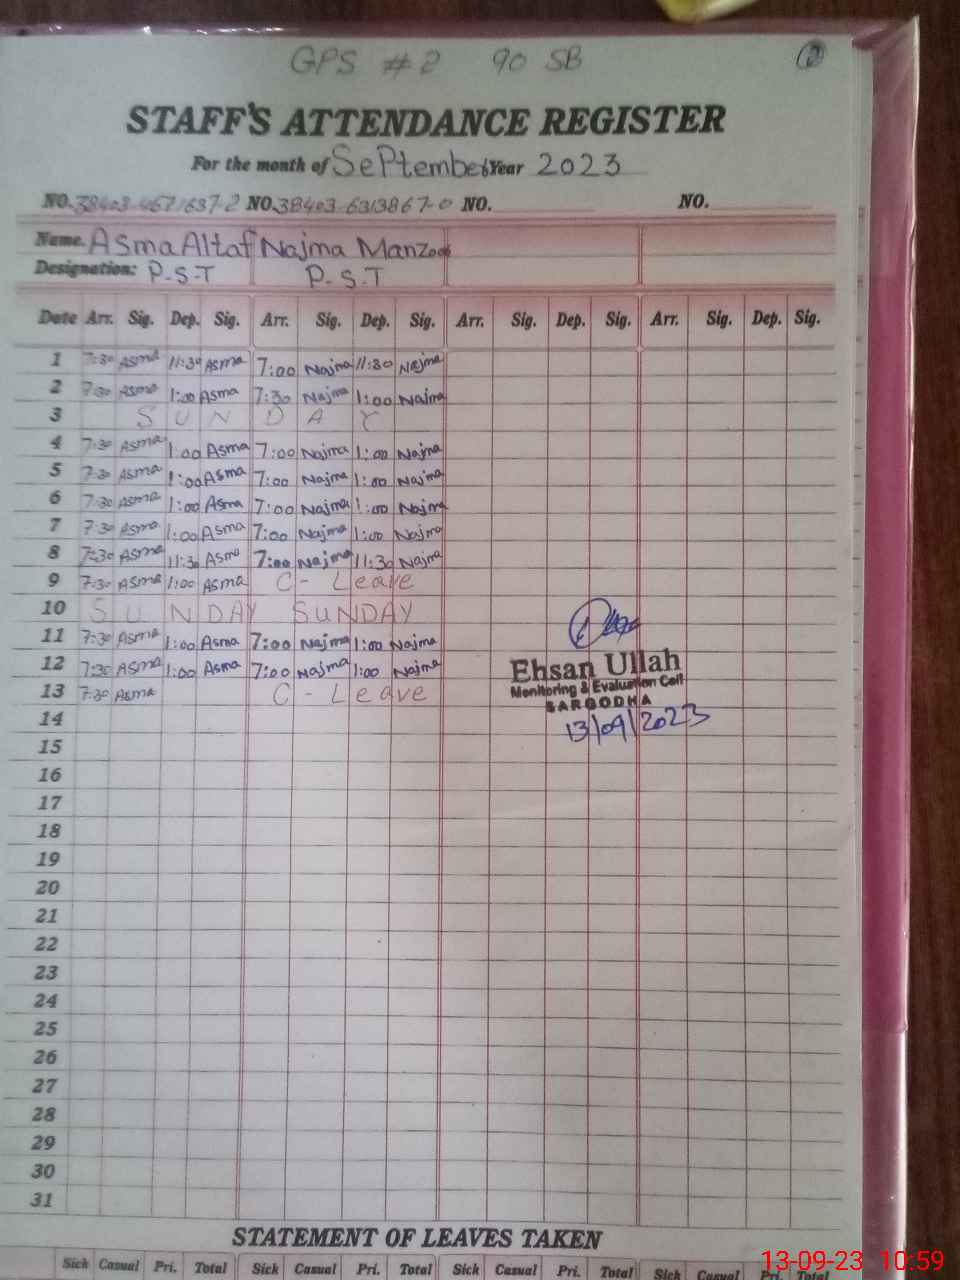 GPS # 2 90 SB
STAFF'S ATTENDANCE REGISTER
For the month of September Year 2023
NO. 38403-4671637-2 NO. 38403-6313867-0 NO. NO.
Name. Asma Altaf Najma Manzoor
Designation: P-S-T P-S-T
Date Arr. Sig. Dep. Sig. Arr. Sig. Dep. Sig. Arr. Sig. Dep. Sig. Arr. Sig. Dep. Sig.
1 7:30 Asma 11:30 Asma 7:00 Najma 11:30 Najma
2 7:30 Asma 1:00 Asma 7:30 Najma 1:00 Najma
3 S U N D A Y
4 7:30 Asma 1:00 Asma 7:00 Najma 1:00 Najma
5 7:30 Asma 1:00 Asma 7:00 Najma 1:00 Najma
6 7:30 Asma 1:00 Asma 7:00 Najma 1:00 Najma
7 7:30 Asma 1:00 Asma 7:00 Najma 1:00 Najma
8 7:30 Asma 11:30 Asma 7:00 Najma 11:30 Najma
9 7:30 Asma 1:00 Asma C - Leave
10 S U N DAY SUNDAY
11 7:30 Asma 1:00 Asma 7:00 Najma 1:00 Najma
12 7:30 Asma 1:00 Asma 7:00 Najma 1:00 Najma
Ehsan Ullah
Monitoring & Evaluation Cell
13 7:30 Asma C - Leave
SARGODHA
14
13/09/2023
15
16
17
18
19
20
21
22
23
24
25
26
27
28
29
30
31
STATEMENT OF LEAVES TAKEN
Sick Casual Pri. Total Sick Casual Pri. Total Sick Casual Pri. Total Sick Casual Pri. Total
13-09-23 10:59